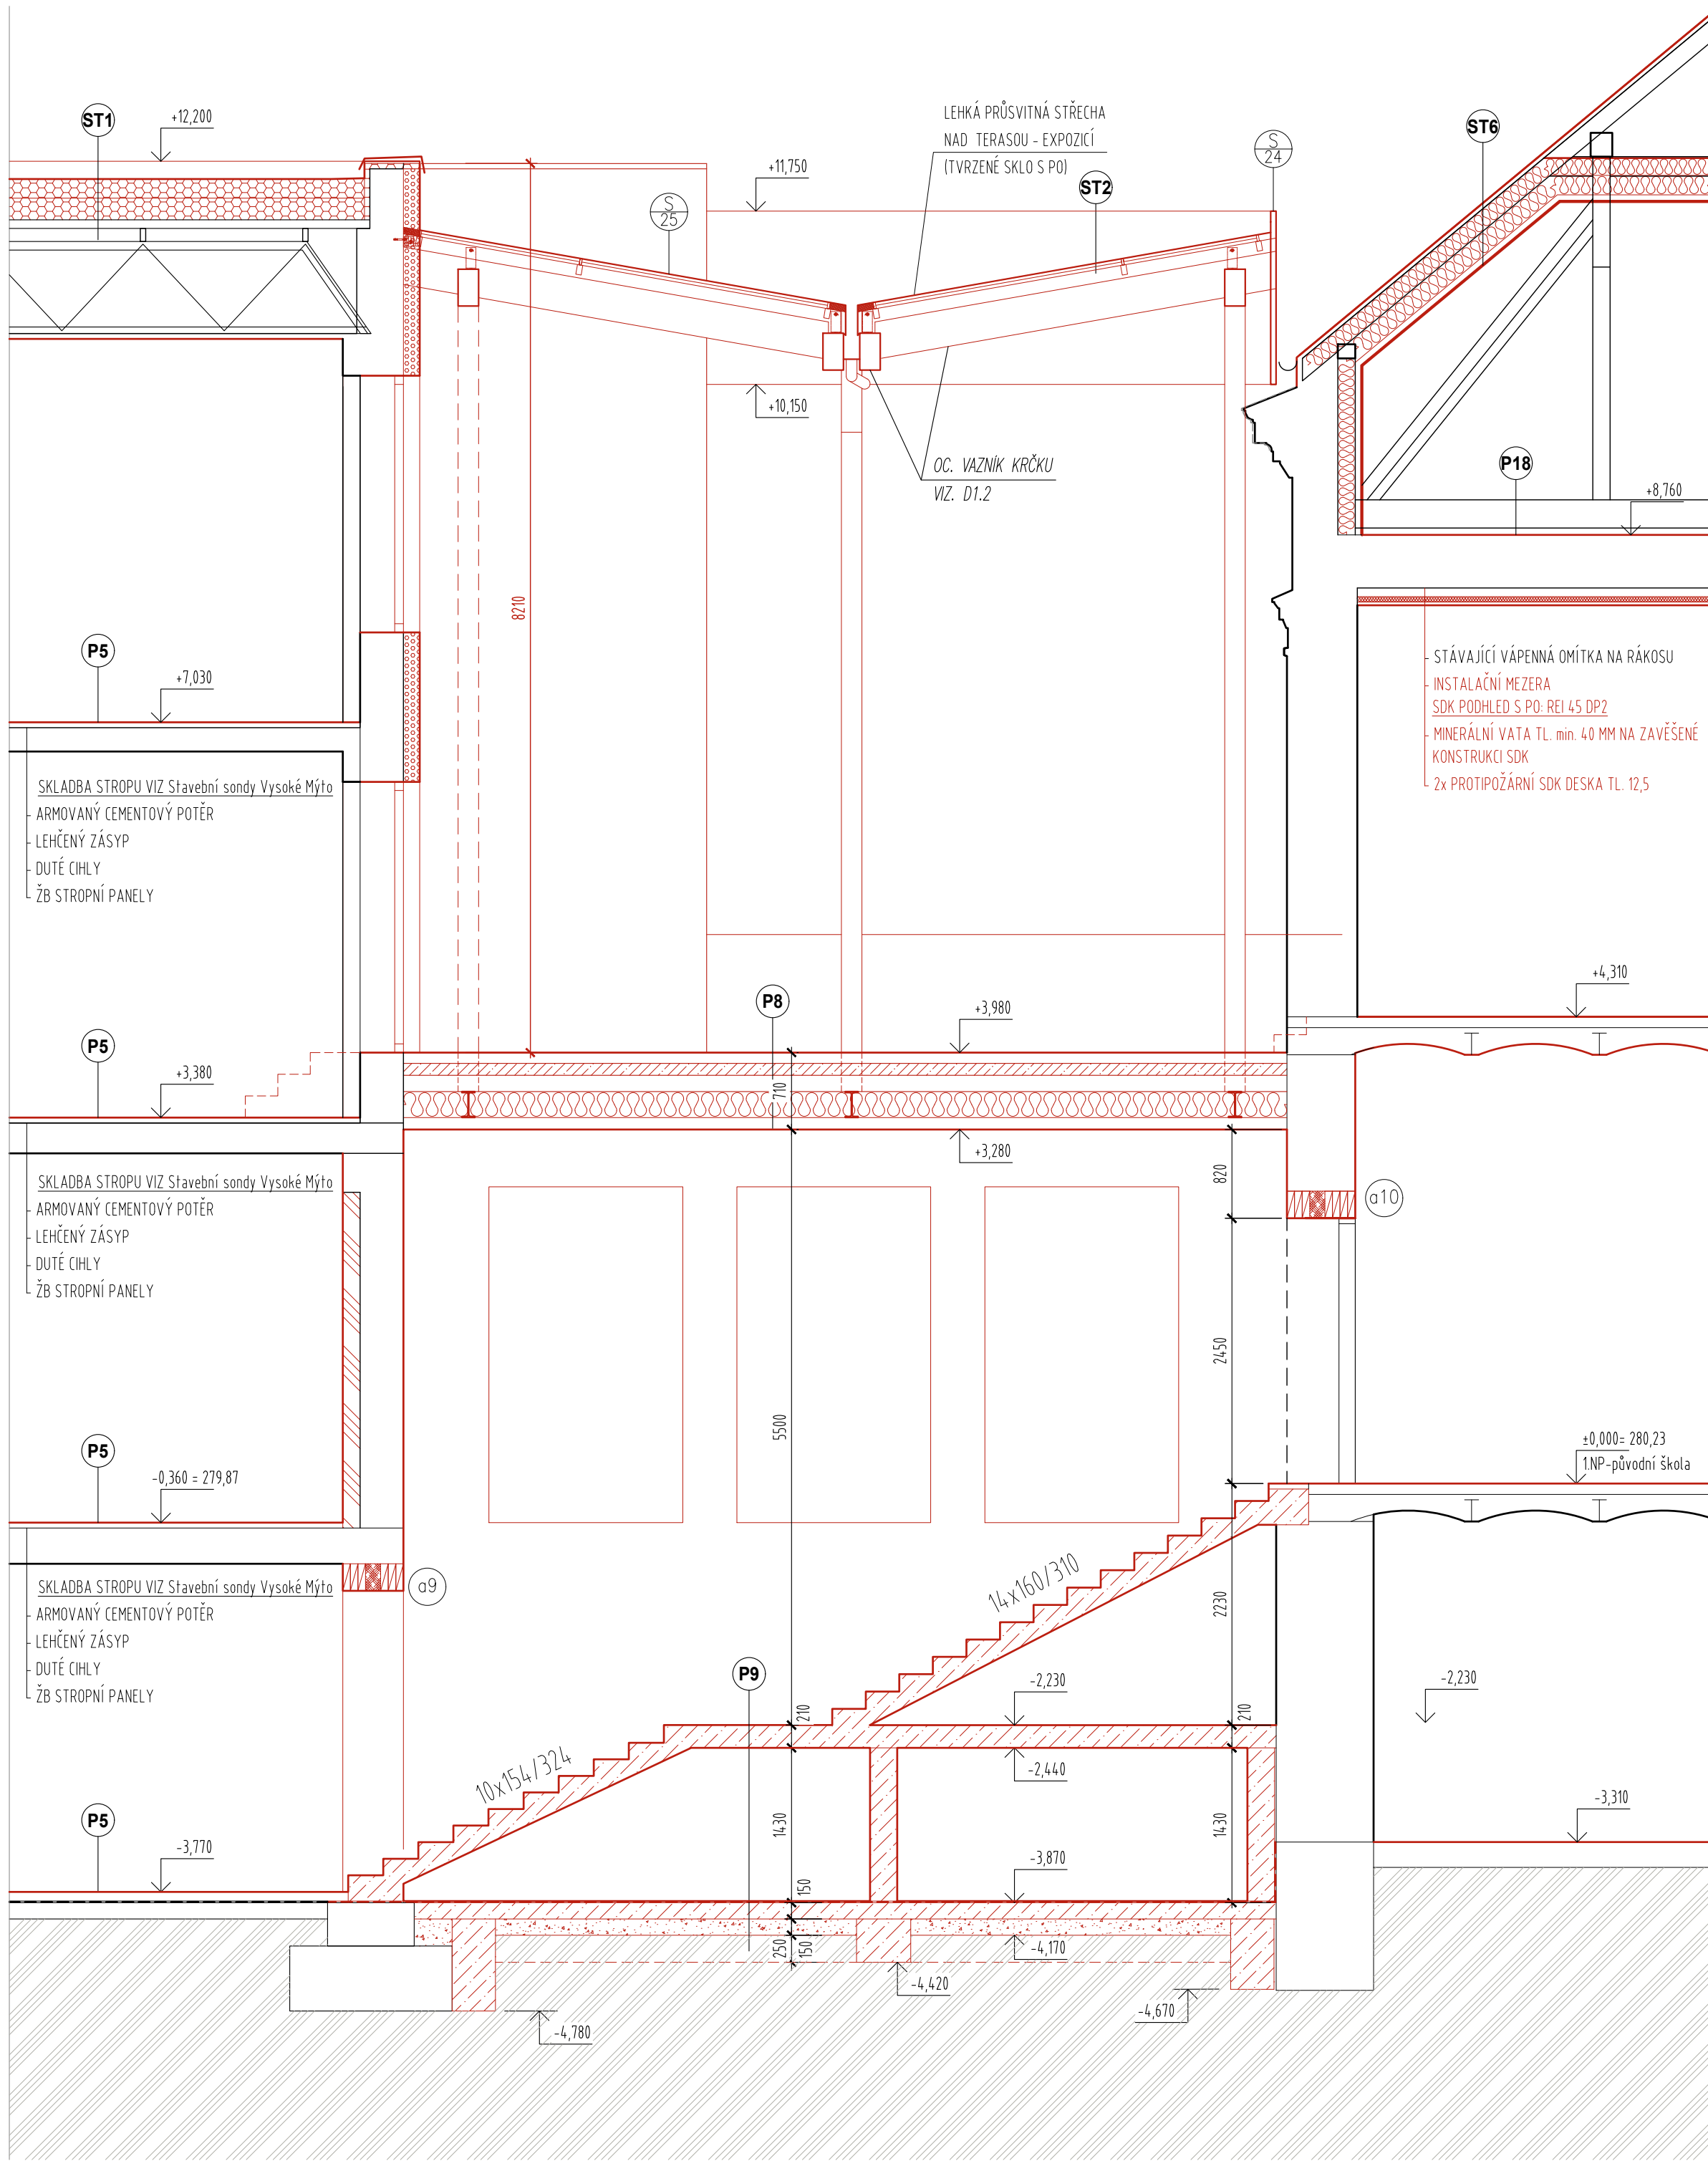 ST1
+12,200
LEHKÁ PRŮSVITNÁ STŘECHA
NAD TERASOU - EXPOZICÍ
(TVRZENÉ SKLO S PO)
+11,750
S
24
ST6
ST2
S
25
+10,150
OC. VAZNÍK KRČKU
VIZ. D1.2
P18
+8,760
8210
P5
+7,030
STÁVAJÍCÍ VÁPENNÁ OMÍTKA NA RÁKOSU
INSTALAČNÍ MEZERA
SDK PODHLED S PO: REI 45 DP2
MINERÁLNÍ VATA TL. min. 40 MM NA ZAVĚŠENÉ
KONSTRUKCI SDK
2x PROTIPOŽÁRNÍ SDK DESKA TL. 12,5
SKLADBA STROPU VIZ Stavební sondy Vysoké Mýto
ARMOVANÝ CEMENTOVÝ POTĚR
LEHČENÝ ZÁSYP
DUTÉ CIHLY
ŽB STROPNÍ PANELY
+4,310
P8
+3,980
P5
+3,380
710
+3,280
820
a10
SKLADBA STROPU VIZ Stavební sondy Vysoké Mýto
ARMOVANÝ CEMENTOVÝ POTĚR
LEHČENÝ ZÁSYP
DUTÉ CIHLY
ŽB STROPNÍ PANELY
2450
5500
P5
-0,360 = 279,87
±0,000= 280,23
1.NP-původní škola
SKLADBA STROPU VIZ Stavební sondy Vysoké Mýto
ARMOVANÝ CEMENTOVÝ POTĚR
LEHČENÝ ZÁSYP
DUTÉ CIHLY
ŽB STROPNÍ PANELY
a9
14x160/310
2230
P9
-2,230
-2,230
210
210
10x154/324
-2,440
P5
-3,770
1430
1430
-3,310
-3,870
150
250
150
-4,170
-4,420
-4,670
-4,780